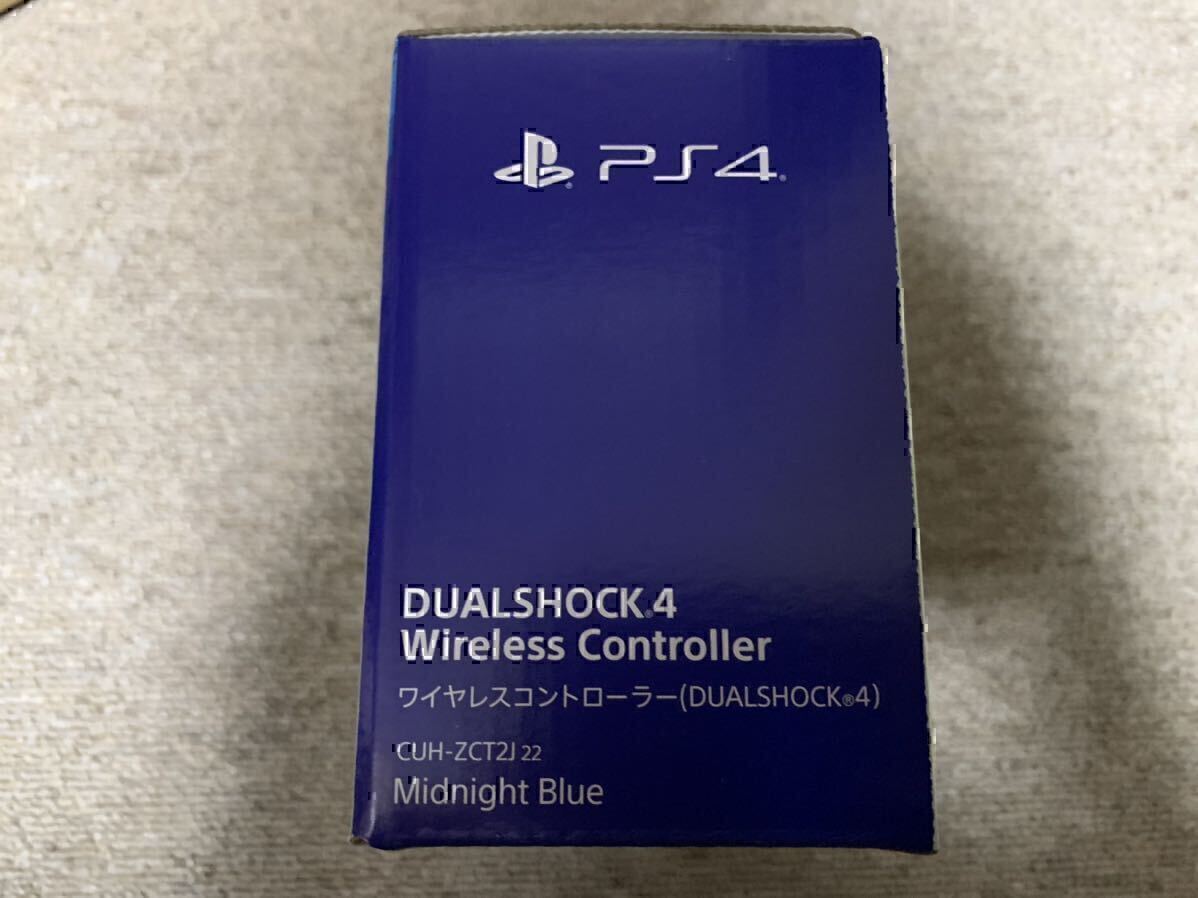 PS4®
DUALSHOCK®4
Wireless Controller
ワイヤレスコントローラー(DUALSHOCK®4)
CUH-ZCT2J 22
Midnight Blue